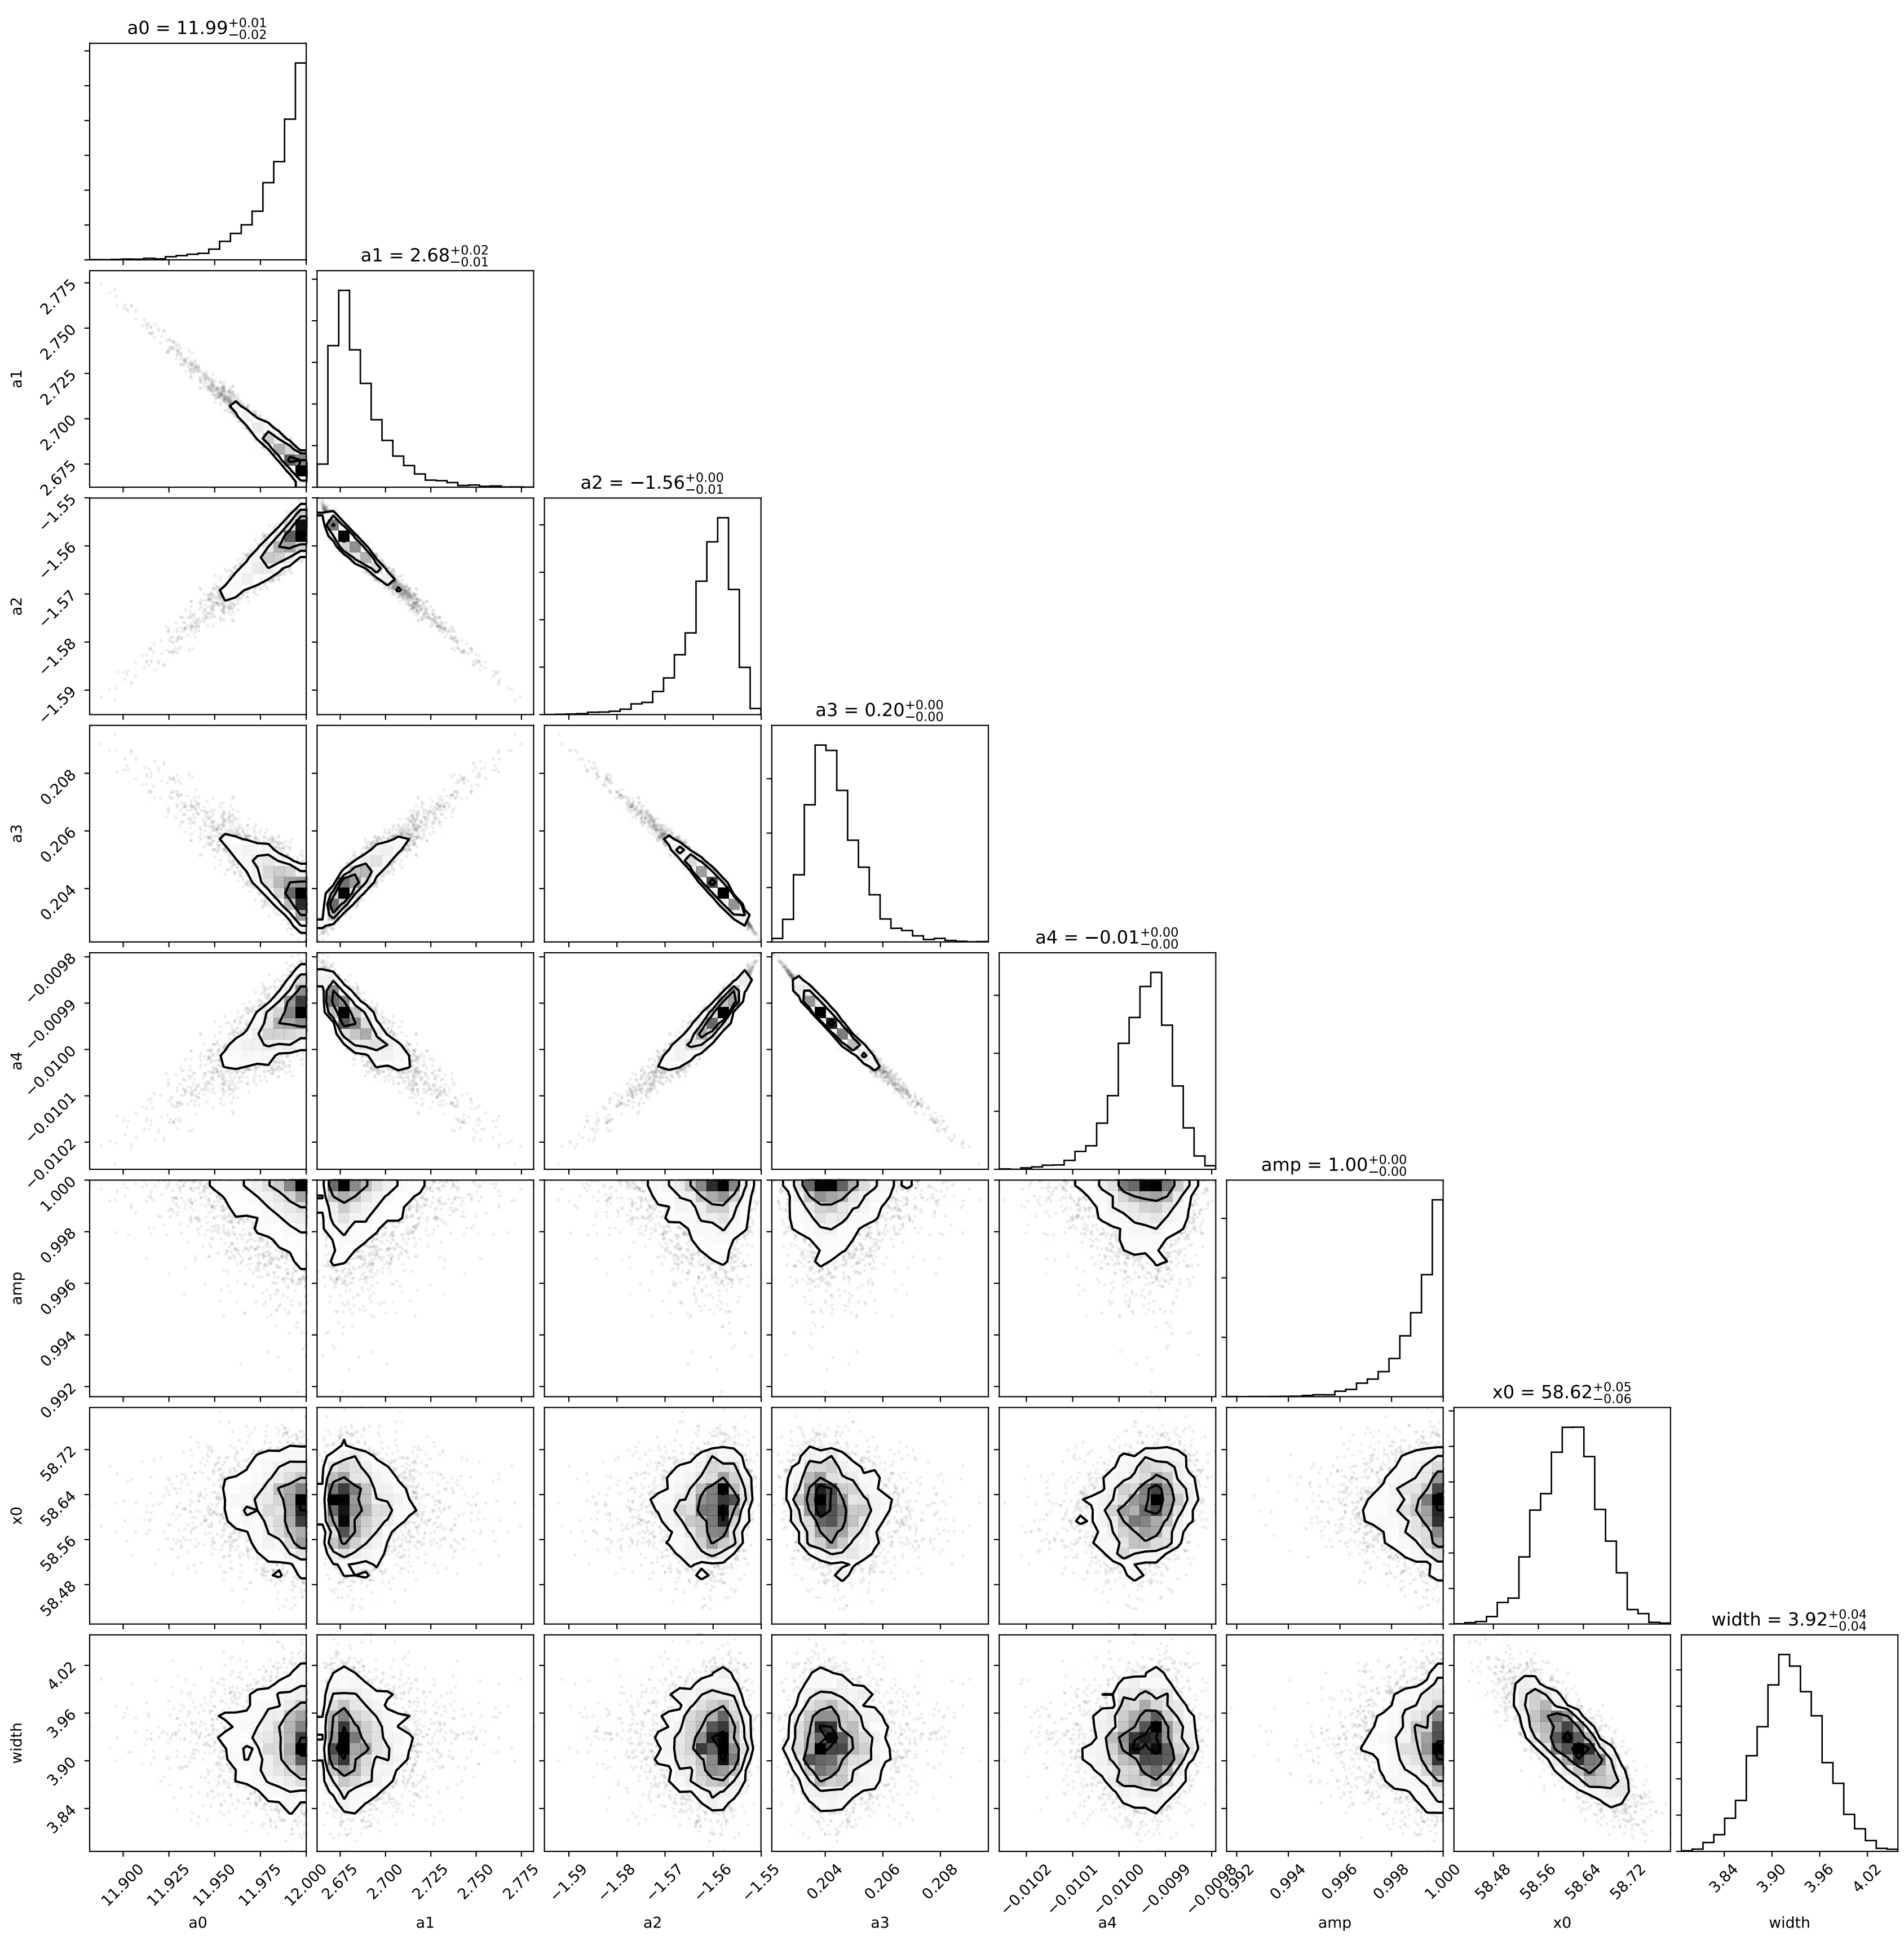 a0 = 11.99 +0.01 −0.02
a1 = 2.68 +0.02 −0.01
2.775
2.750
2.725
2.700
2.675
a1
a2 = −1.56 +0.00 −0.01
−1.55
−1.56
−1.57
−1.58
−1.59
a2
a3 = 0.20 +0.00 −0.00
0.208
0.206
0.204
a3
a4 = −0.01 +0.00 −0.00
−0.0098
−0.0099
−0.0100
−0.0101
−0.0102
a4
amp = 1.00 +0.00 −0.00
1.000
0.998
0.996
0.994
0.992
amp
x0 = 58.62 +0.05 −0.06
58.72
58.64
58.56
58.48
x0
width = 3.92 +0.04 −0.04
4.02
3.96
3.90
3.84
width
11.900 11.925 11.950 11.975 12.000 2.675 2.700 2.725 2.750 2.775 −1.59 −1.58 −1.57 −1.56 −1.55 0.204 0.206 0.208 −0.0102 −0.0101 −0.0100 −0.0099 −0.0098 0.992 0.994 0.996 0.998 1.000 58.48 58.56 58.64 58.72 3.84 3.90 3.96 4.02
a0 a1 a2 a3 a4 amp x0 width